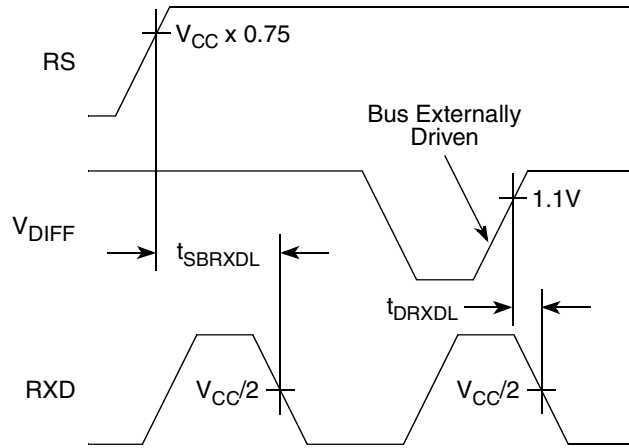 V_CC x 0.75
RS
Bus Externally
Driven
1.1V
V_DIFF
t_SBRXDL
t_DRXDL
RXD
V_CC/2
V_CC/2